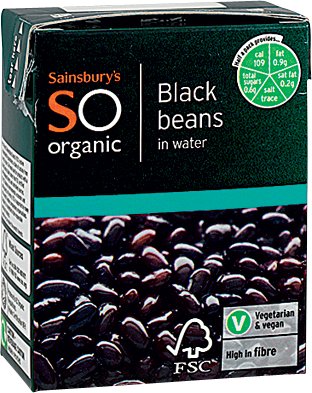 Sainsbury's
SO
organic
Black
beans
in water
pack provides...
cal
109
fat
0.9g
total
sugars
0.6g
sat fat
0.2g
salt
trace
V
Vegetarian
& vegan
High in fibre
FSC